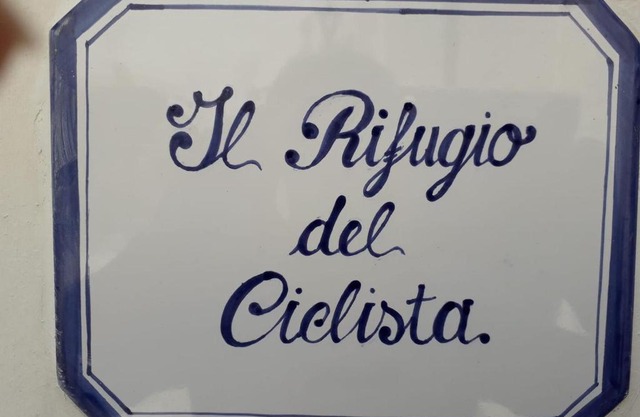 Il Rifugio
del
Ciclista.